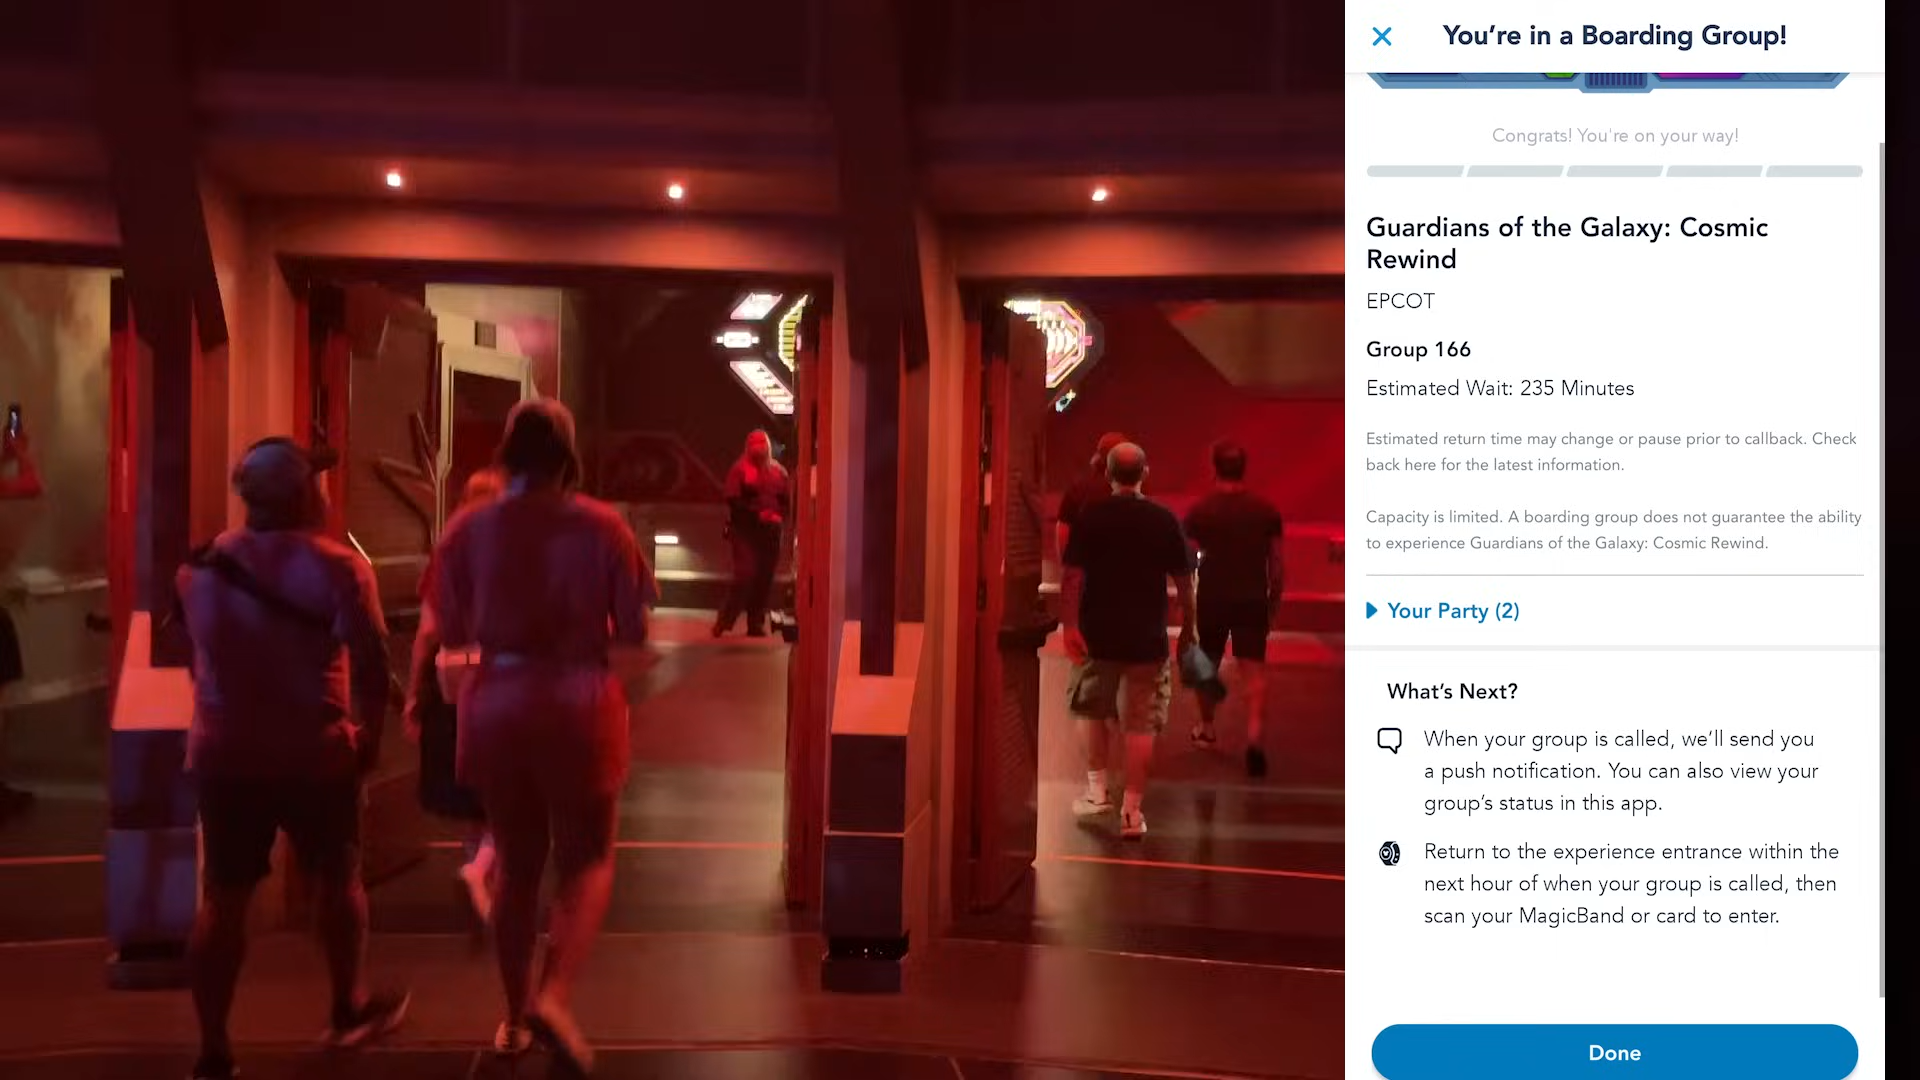 You're in a Boarding Group!
Congrats! You're on your way!
Guardians of the Galaxy: Cosmic
Rewind
EPCOT
Group 166
Estimated Wait: 235 Minutes
Estimated return time may change or pause prior to callback. Check
back here for the latest information.
Capacity is limited. A boarding group does not guarantee the ability
to experience Guardians of the Galaxy: Cosmic Rewind.
Your Party (2)
What's Next?
When your group is called, we'll send you
a push notification. You can also view your
group's status in this app.
Return to the experience entrance within the
next hour of when your group is called, then
scan your MagicBand or card to enter.
Done